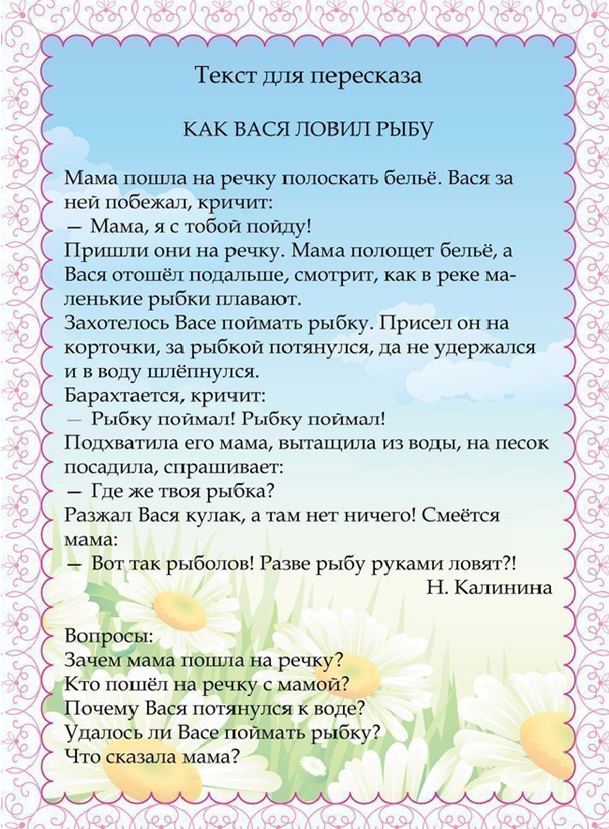 Текст для пересказа
КАК ВАСЯ ЛОВИЛ РЫБУ
Мама пошла на речку полоскать бельё. Вася за
ней побежал, кричит:
— Мама, я с тобой пойду!
Пришли они на речку. Мама полощет бельё, а
Вася отошёл подальше, смотрит, как в реке ма-
ленькие рыбки плавают.
Захотелось Васе поймать рыбку. Присел он на
корточки, за рыбкой потянулся, да не удержался
и в воду шлёпнулся.
Барахтается, кричит:
— Рыбку поймал! Рыбку поймал!
Подхватила его мама, вытащила из воды, на песок
посадила, спрашивает:
— Где же твоя рыбка?
Разжал Вася кулак, а там нет ничего! Смеётся
мама:
— Вот так рыболов! Разве рыбу руками ловят?!
Н. Калинина
Вопросы:
Зачем мама пошла на речку?
Кто пошёл на речку с мамой?
Почему Вася потянулся к воде?
Удалось ли Васе поймать рыбку?
Что сказала мама?